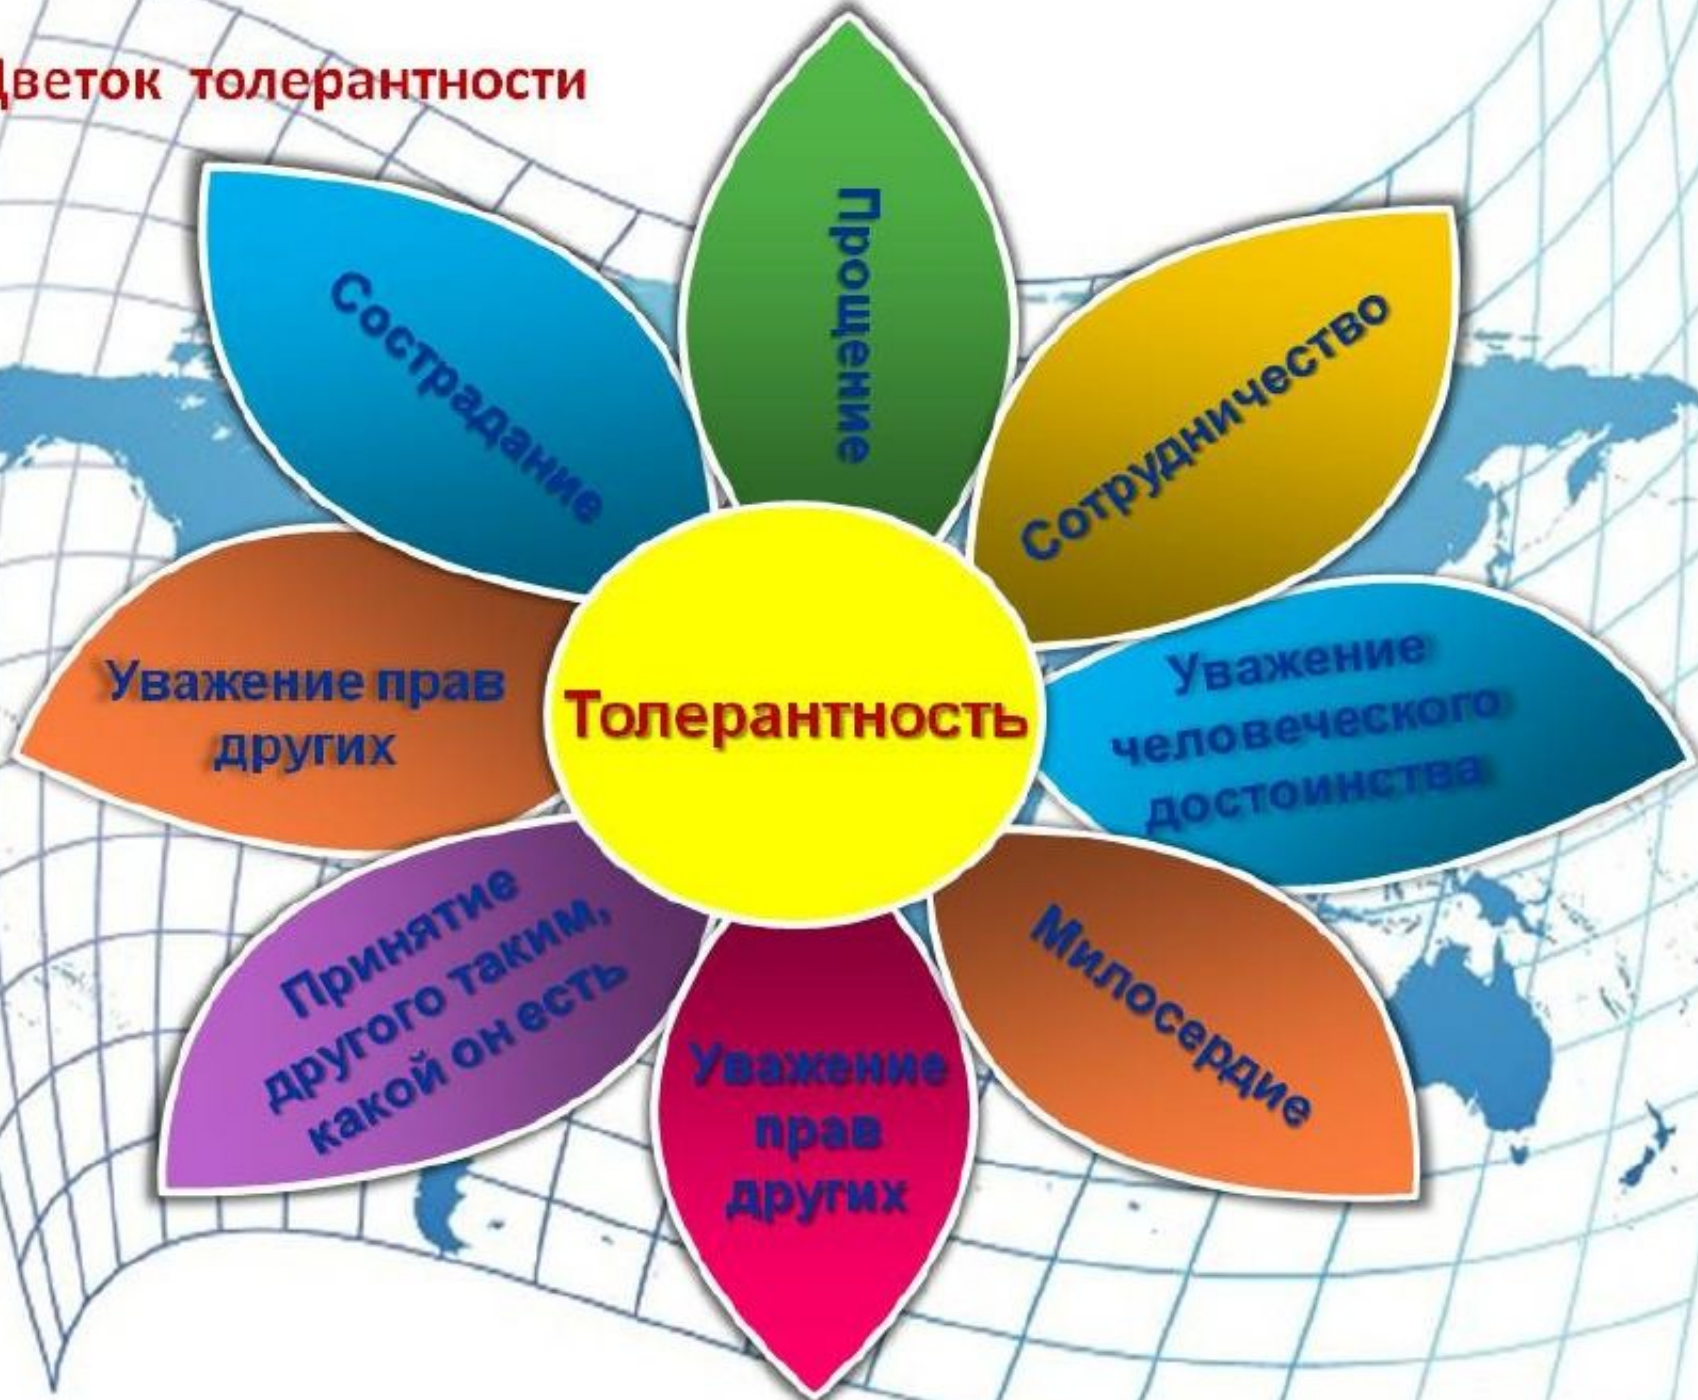 Цветок толерантности
Прощение
Сострадание
Сотрудничество
Уважение прав
других
Толерантность
Уважение
человеческого
достоинства
Принятие
другого таким,
какой он есть
Уважение
прав
других
Милосердие